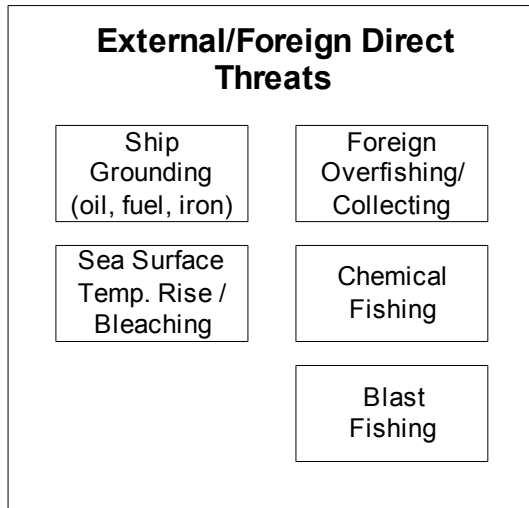 External/Foreign Direct
Threats
Ship
Grounding
(oil, fuel, iron)
Foreign
Overfishing/
Collecting
Sea Surface
Temp. Rise /
Bleaching
Chemical
Fishing
Blast
Fishing